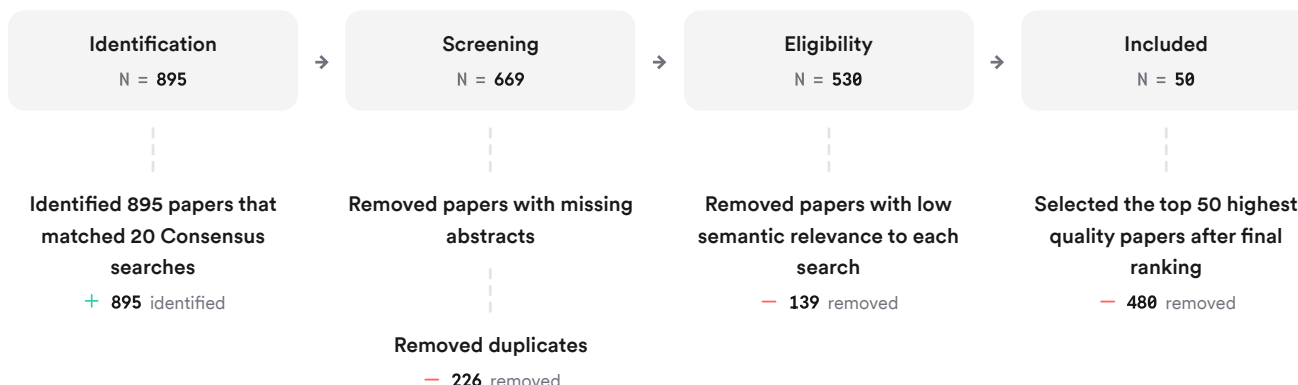 Identification
N = 895
Screening
N = 669
Eligibility
N = 530
Included
N = 50
Identified 895 papers that
matched 20 Consensus
searches
+ 895 identified
Removed papers with missing
abstracts
Removed duplicates
− 226 removed
Removed papers with low
semantic relevance to each
search
− 139 removed
Selected the top 50 highest
quality papers after final
ranking
− 480 removed